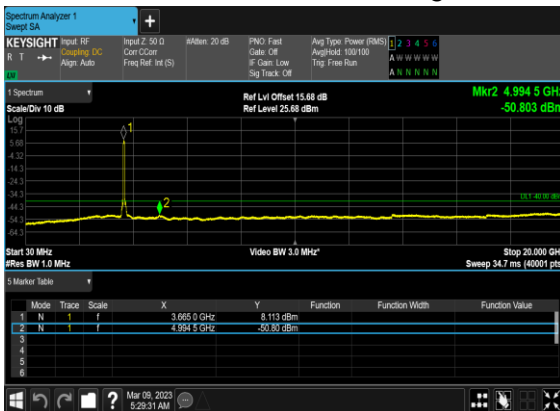 Spectrum Analyzer 1
Swept SA
KEYSIGHT
R T
Input: RF
Coupling: DC
Align: Auto
Input Z: 50 Ω
Corr CCorr
Freq Ref: Int (S)
#Atten: 20 dB
PNO: Fast
Gate: Off
IF Gain: Low
Sig Track: Off
Avg Type: Power (RMS)
Avg|Hold: 100/100
Trig: Free Run
1 2 3 4 5 6
A W W W W W
A N N N N N
1 Spectrum
Scale/Div 10 dB
Ref Lvl Offset 15.68 dB
Ref Level 25.68 dBm
Mkr2 4.994 5 GHz
-50.803 dBm
Log
15.7
5.68
-4.32
-14.3
-24.3
-34.3
-44.3
-54.3
-64.3
1
2
DL1 -40.00 dBm
Start 30 MHz
#Res BW 1.0 MHz
Video BW 3.0 MHz*
Stop 20.000 GH
Sweep 34.7 ms (40001 pts
5 Marker Table
Mode Trace Scale X Y Function Function Width Function Value
1 N 1 f 3.665 0 GHz 8.113 dBm
2 N 1 f 4.994 5 GHz -50.80 dBm
3
4
5
6
?
Mar 09, 2023
5:29:31 AM